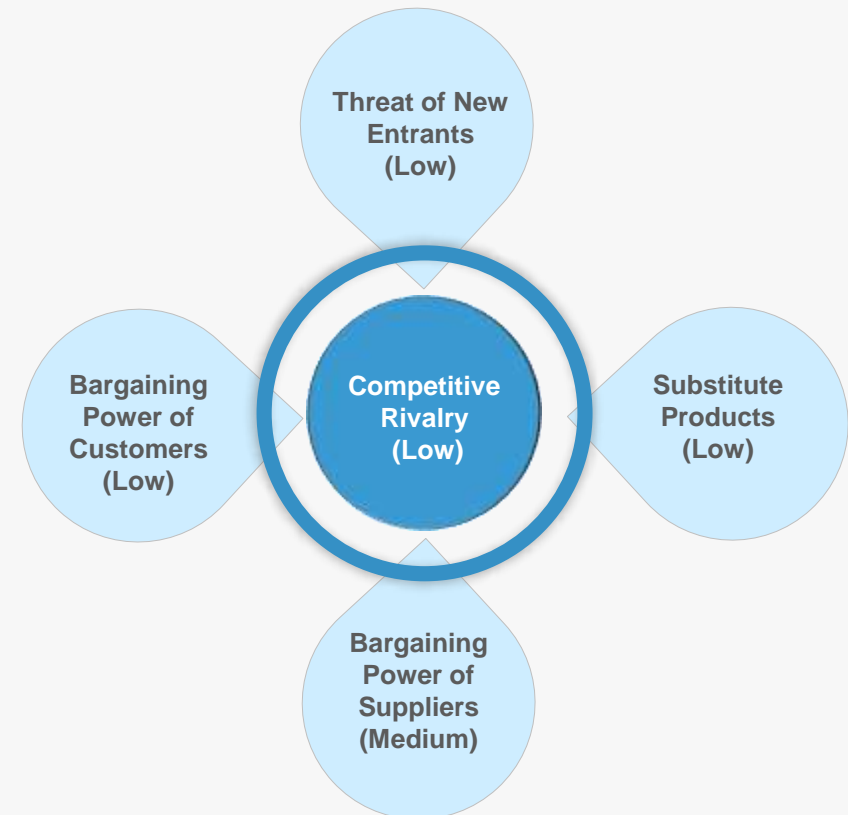 Threat of New
Entrants
(Low)
Bargaining
Power of
Customers
(Low)
Competitive
Rivalry
(Low)
Substitute
Products
(Low)
Bargaining
Power of
Suppliers
(Medium)